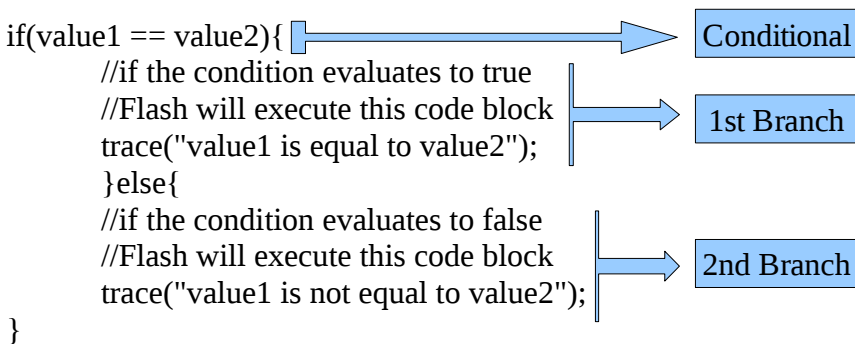 if(value1 == value2){ Conditional
//if the condition evaluates to true
//Flash will execute this code block
1st Branch
trace("value1 is equal to value2");
}else{
//if the condition evaluates to false
//Flash will execute this code block
2nd Branch
trace("value1 is not equal to value2");
}